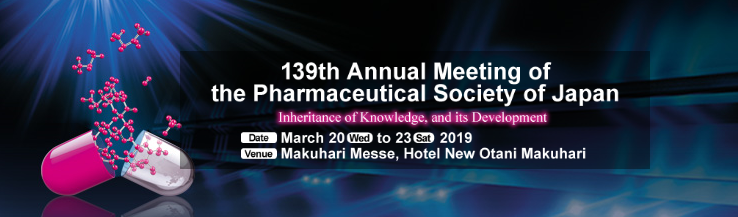 139th Annual Meeting of
the Pharmaceutical Society of Japan
Inheritance of Knowledge, and its Development
Date March 20 Wed to 23 Sat 2019
Venue Makuhari Messe, Hotel New Otani Makuhari